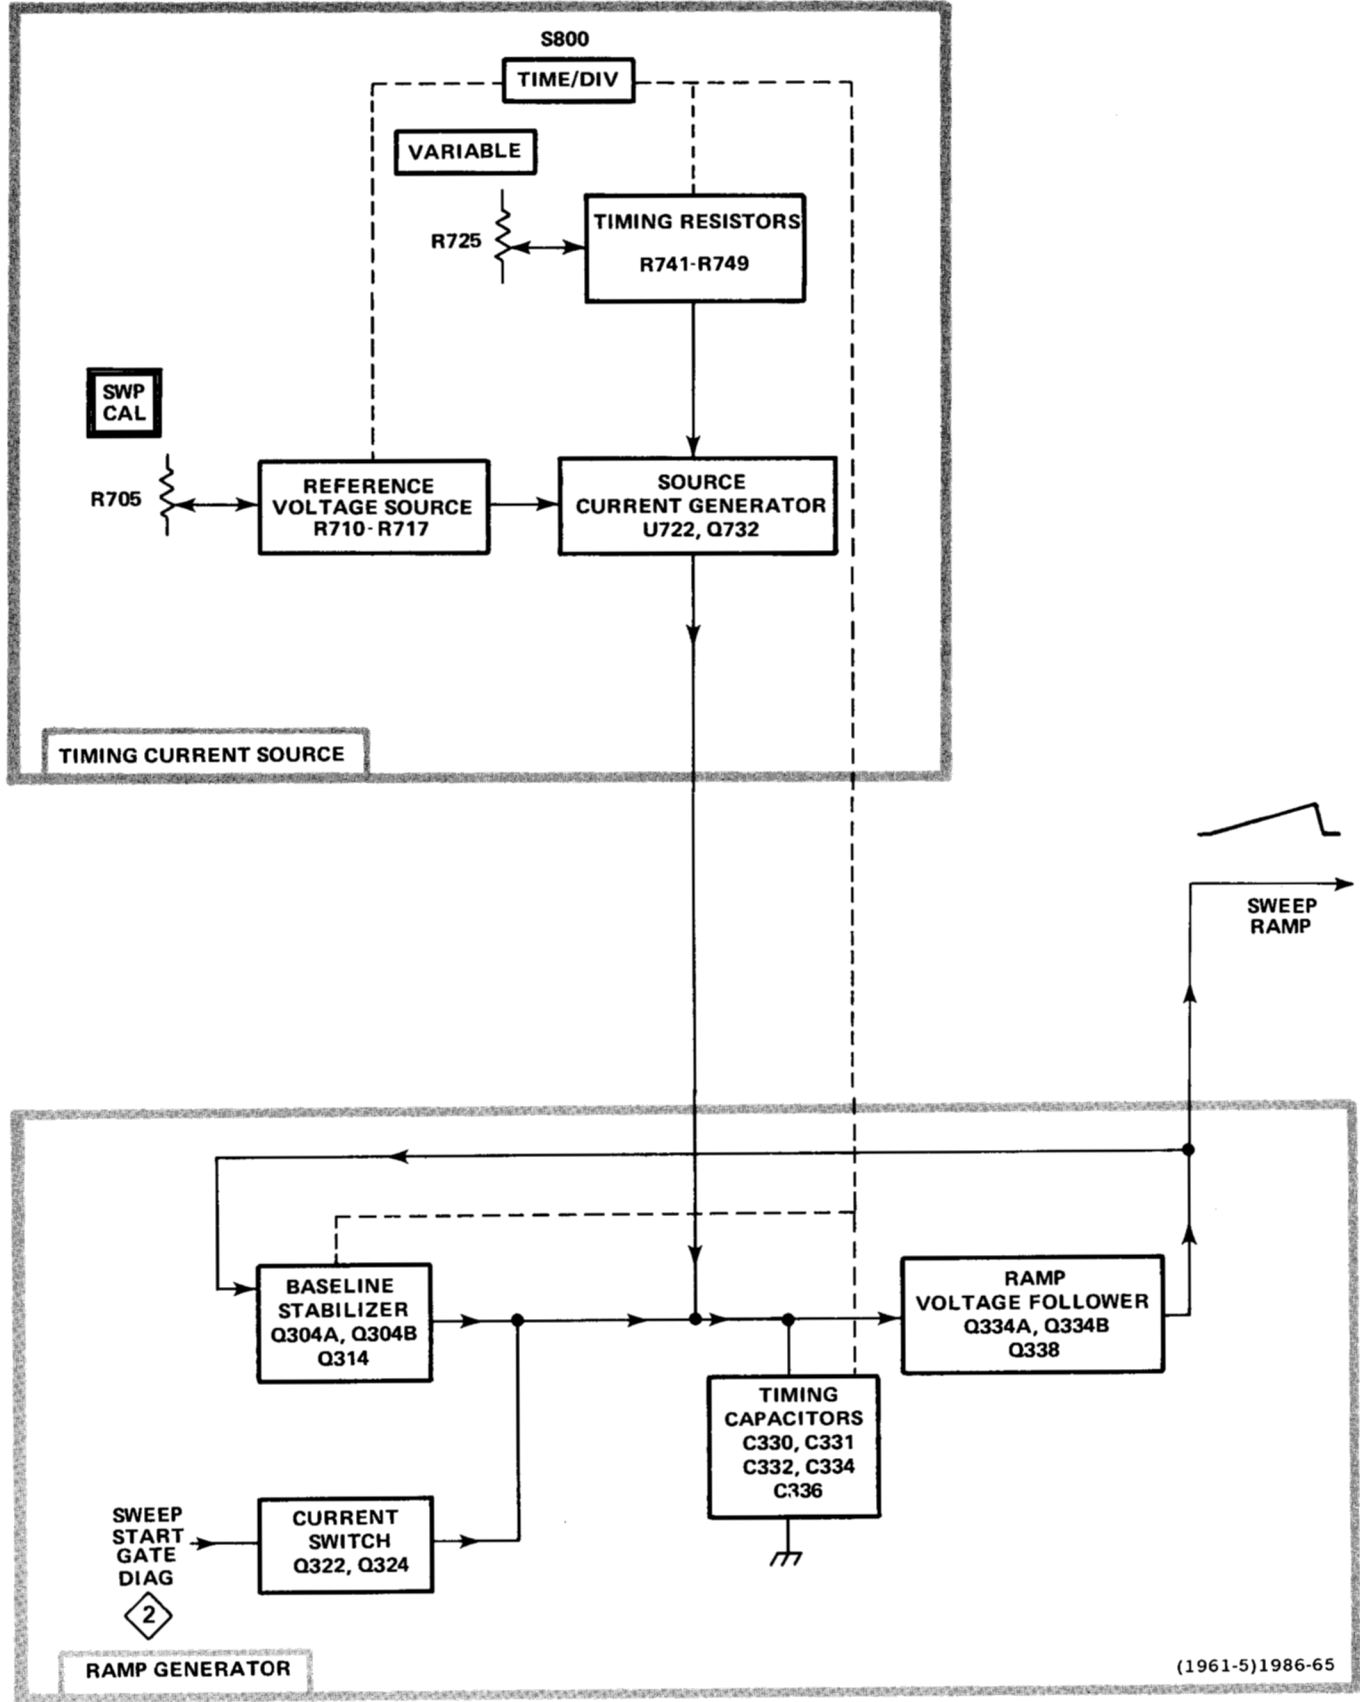 S800
TIME/DIV
VARIABLE
TIMING RESISTORS
R741-R749
R725
SWP
CAL
R705
REFERENCE
VOLTAGE SOURCE
R710-R717
SOURCE
CURRENT GENERATOR
U722, Q732
TIMING CURRENT SOURCE
SWEEP
RAMP
BASELINE
STABILIZER
Q304A, Q304B
Q314
RAMP
VOLTAGE FOLLOWER
Q334A, Q334B
Q338
TIMING
CAPACITORS
C330, C331
C332, C334
C336
SWEEP
START
GATE
DIAG
2
CURRENT
SWITCH
Q322, Q324
RAMP GENERATOR
(1961-5)1986-65